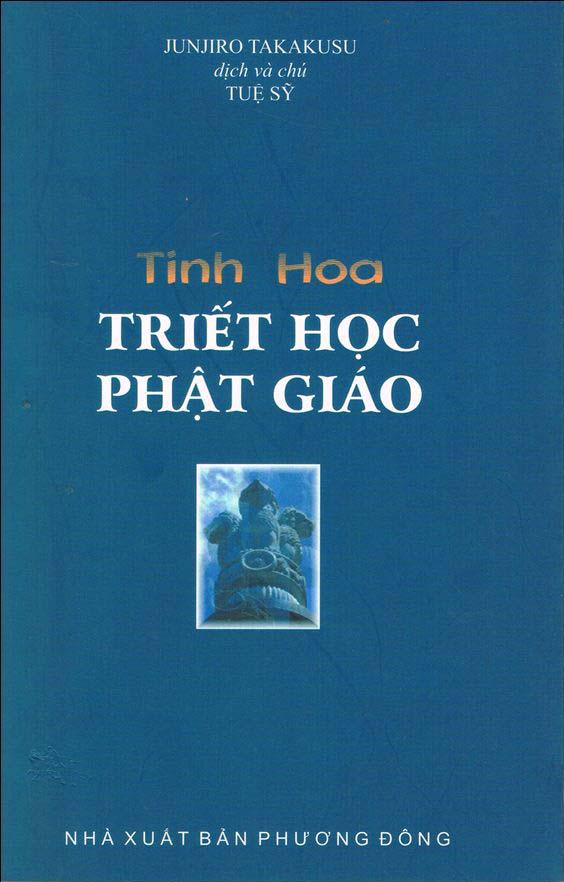 JUNJIRO TAKAKUSU
dịch và chú
TUỆ SỸ
Tinh Hoa
TRIẾT HỌC
PHẬT GIÁO
NHÀ XUẤT BẢN PHƯƠNG ĐÔNG